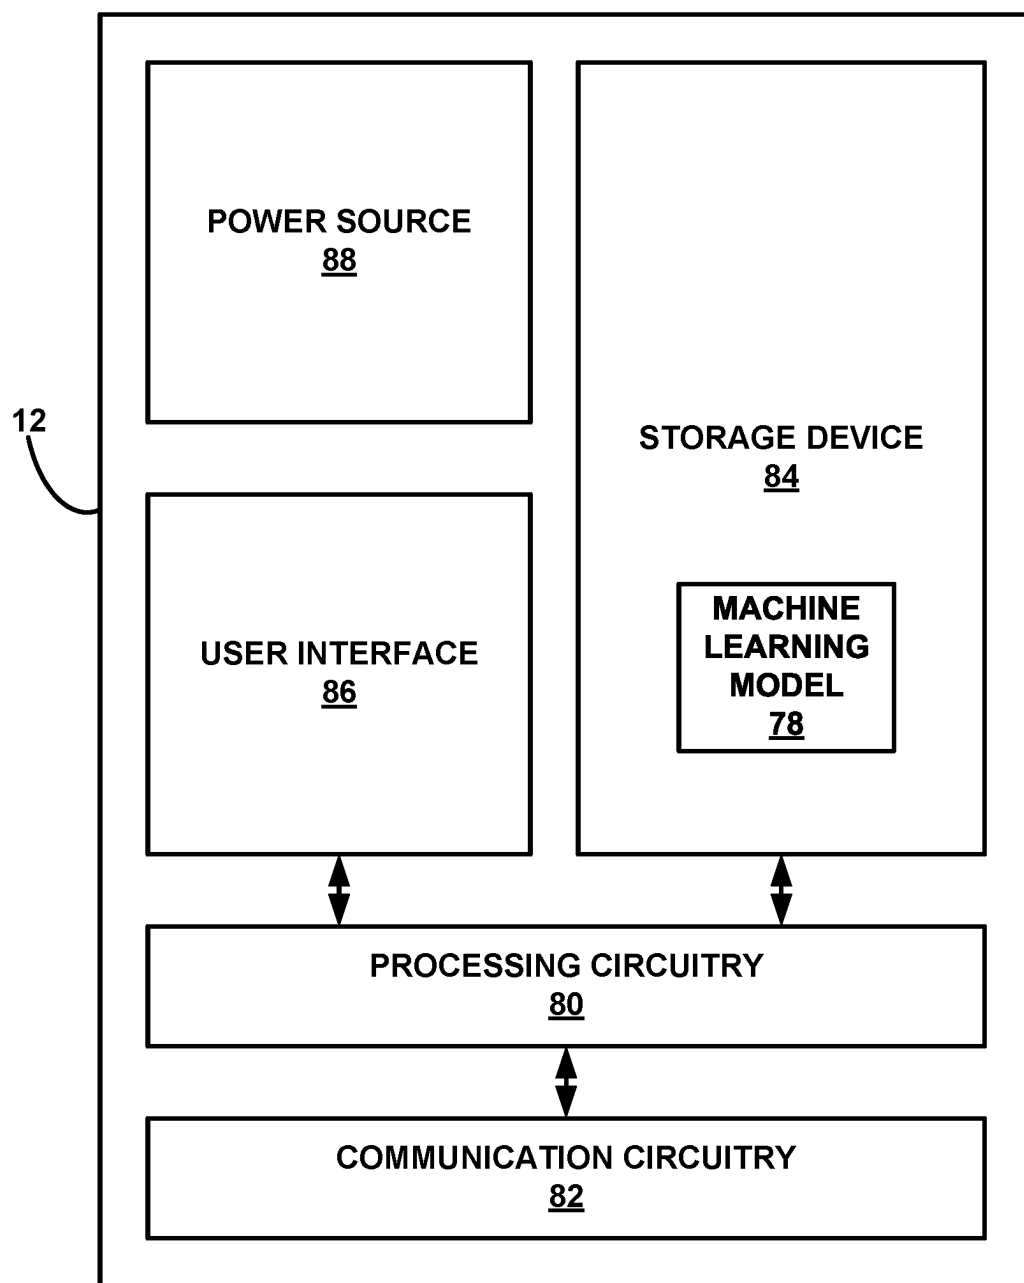 POWER SOURCE
88
12
STORAGE DEVICE
84
USER INTERFACE
86
MACHINE
LEARNING
MODEL
78
PROCESSING CIRCUITRY
80
COMMUNICATION CIRCUITRY
82